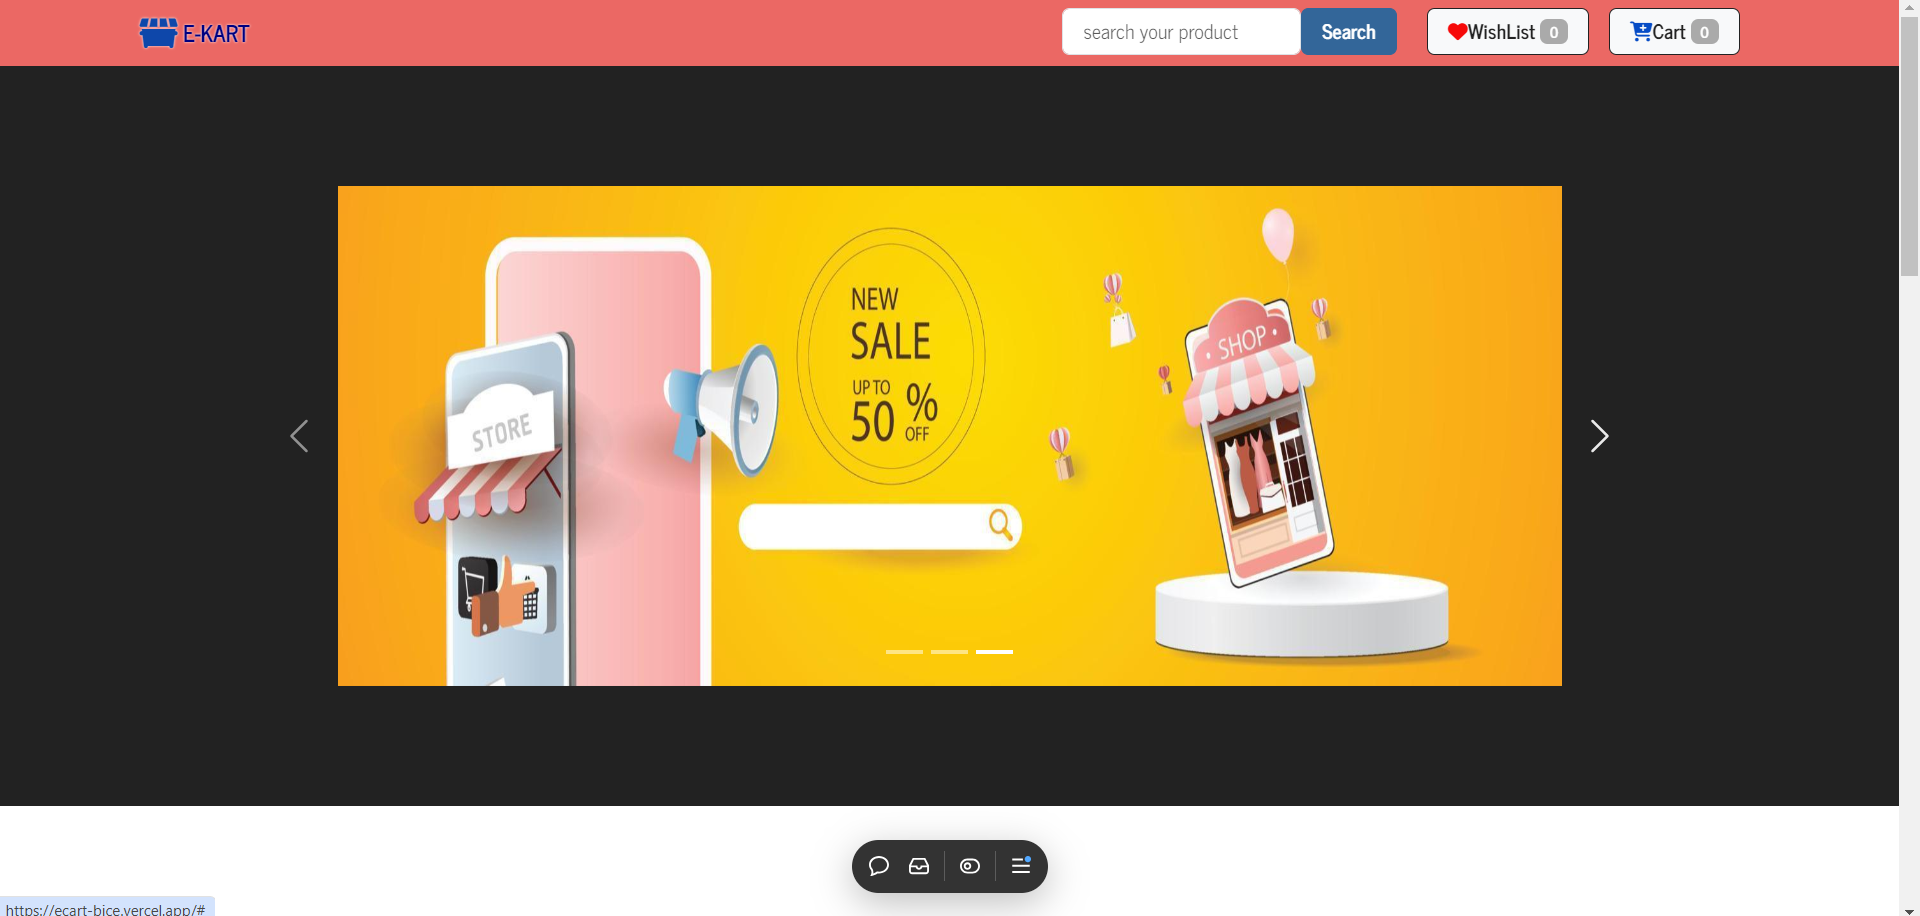 E-KART
search your product
Search
WishList 0
Cart 0
NEW
SALE
UP TO
50 %
OFF
STORE
SHOP
https://ecart-bice.vercel.app/#